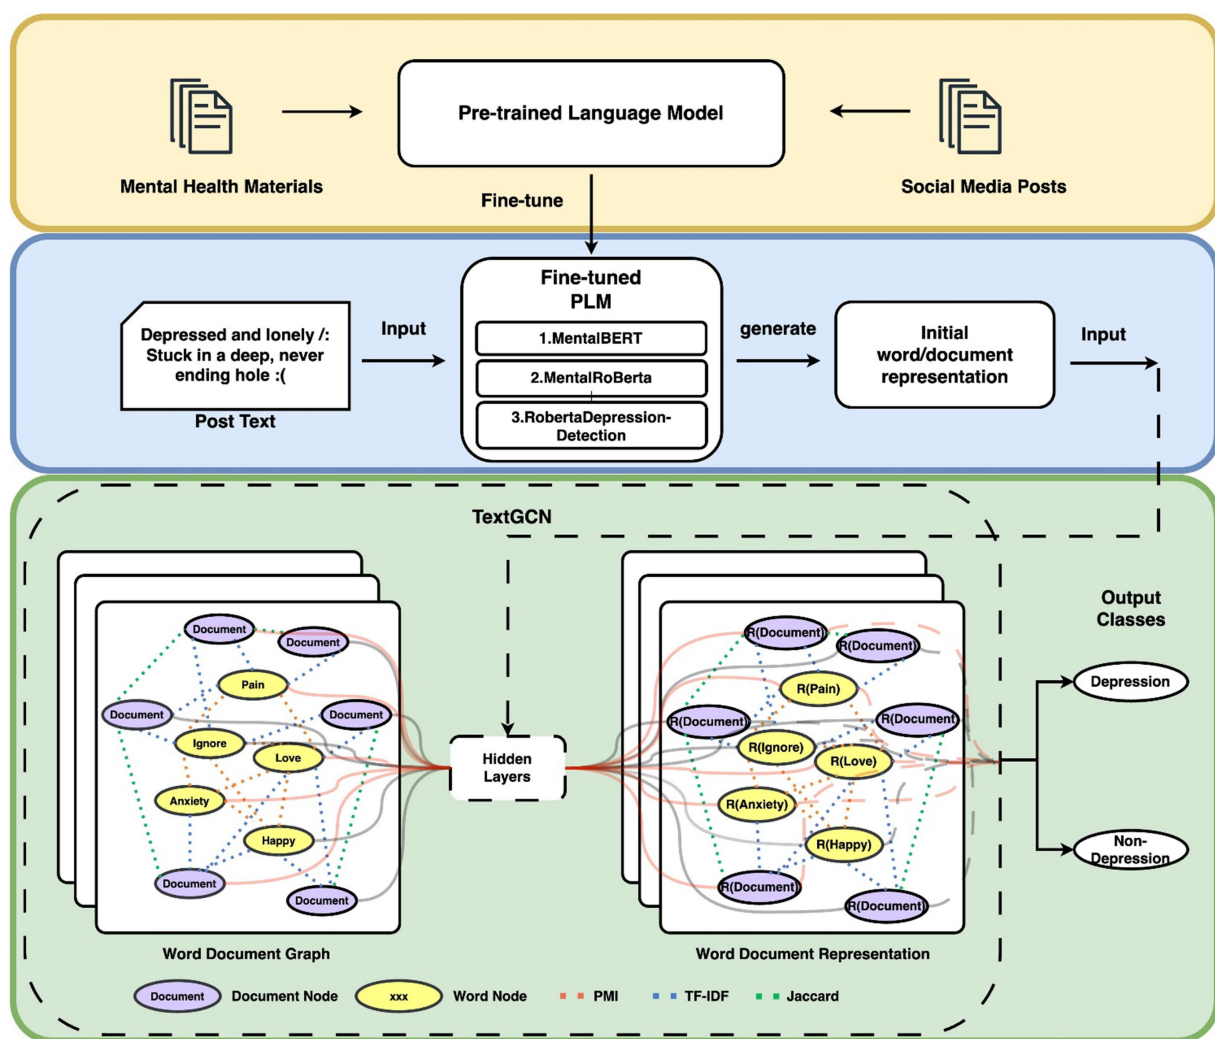 Pre-trained Language Model
Mental Health Materials
Social Media Posts
Fine-tune
Depressed and lonely /:
Stuck in a deep, never
ending hole :(
Post Text
Input
Fine-tuned
PLM
1.MentalBERT
2.MentalRoBerta
3.RobertaDepression-
Detection
generate
Initial
word/document
representation
Input
TextGCN
Document
Document
Pain
Document
Document
Ignore
Love
Anxiety
Happy
Document
Document
Word Document Graph
Hidden
Layers
R(Document)
R(Document)
R(Pain)
R(Document)
R(Document)
R(Ignore)
R(Love)
R(Anxiety)
R(Happy)
R(Document)
R(Document)
Word Document Representation
Output
Classes
Depression
Non-
Depression
Document
Document Node
xxx
Word Node
PMI
TF-IDF
Jaccard